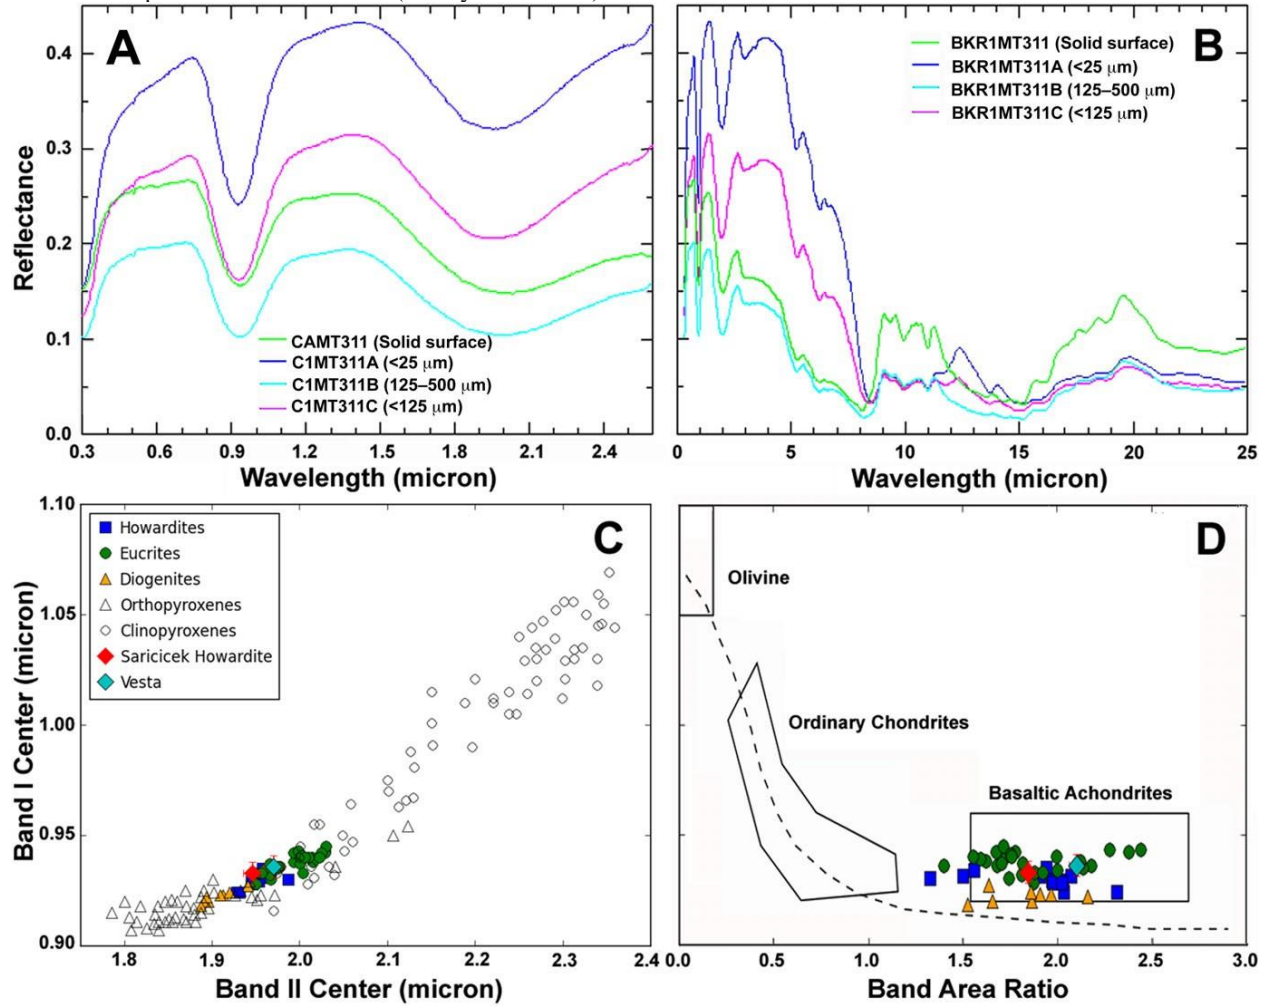 A
0.4
0.3
0.2
0.1
0.0
Reflectance
CAMT311 (Solid surface)
C1MT311A (<25 μm)
C1MT311B (125–500 μm)
C1MT311C (<125 μm)
0.3 0.6 0.9 1.2 1.5 1.8 2.1 2.4
Wavelength (micron)
B
BKR1MT311 (Solid surface)
BKR1MT311A (<25 μm)
BKR1MT311B (125–500 μm)
BKR1MT311C (<125 μm)
0 5 10 15 20 25
Wavelength (micron)
C
1.10
1.05
1.00
0.95
0.90
Band I Center (micron)
Howardites
Eucrites
Diogenites
Orthopyroxenes
Clinopyroxenes
Saricicek Howardite
Vesta
1.8 1.9 2.0 2.1 2.2 2.3 2.4
Band II Center (micron)
D
Olivine
Ordinary Chondrites
Basaltic Achondrites
0.0 0.5 1.0 1.5 2.0 2.5 3.0
Band Area Ratio